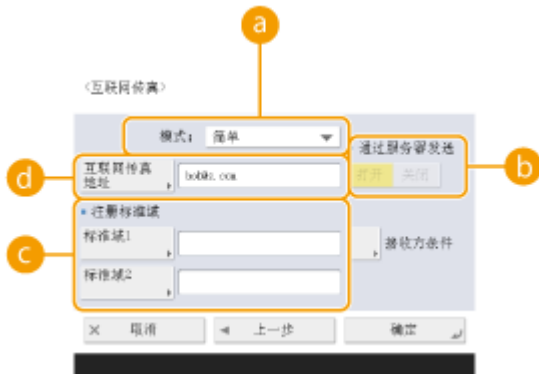 a
<互联网传真>
模式: 简单
通过服务器发送
打开 关闭
b
d
互联网传真
地址
注册标准域
标准域1
c
接收方条件
标准域2
× 取消
上一步
确定